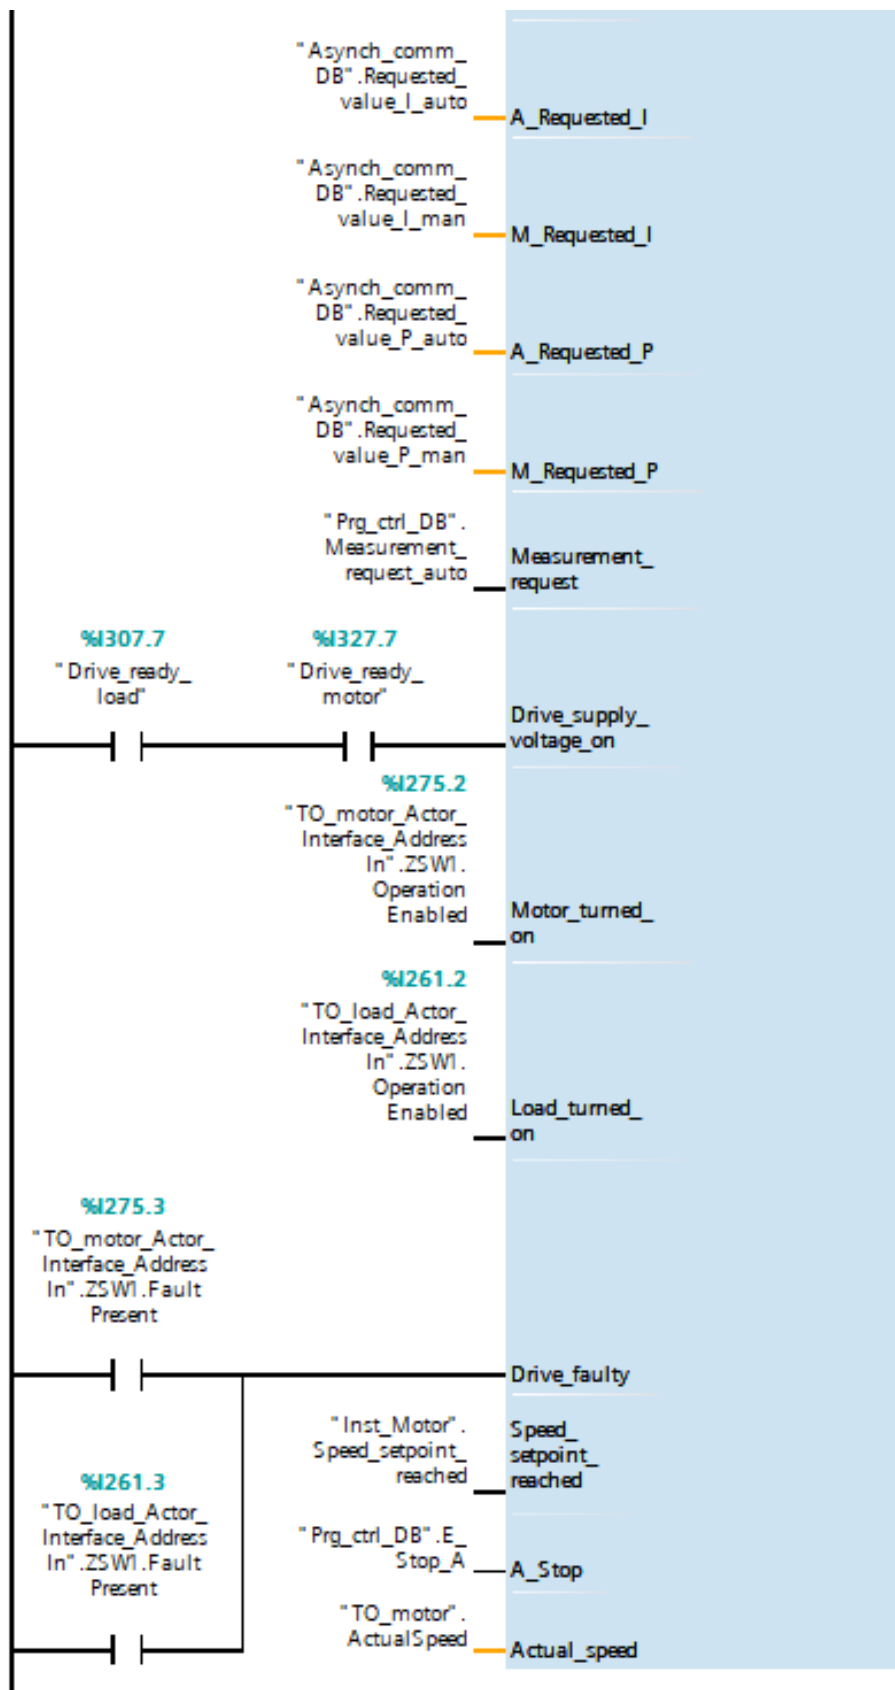 "Asynch_comm_
DB".Requested_
value_I_auto
A_Requested_I
"Asynch_comm_
DB".Requested_
value_I_man
M_Requested_I
"Asynch_comm_
DB".Requested_
value_P_auto
A_Requested_P
"Asynch_comm_
DB".Requested_
value_P_man
M_Requested_P
"Prg_ctrl_DB".
Measurement_
request_auto
Measurement_
request
%I307.7
"Drive_ready_
load"
%I327.7
"Drive_ready_
motor"
Drive_supply_
voltage_on
%I275.2
"TO_motor_Actor_
Interface_Address
In".ZSW1.
Operation
Enabled
Motor_turned_
on
%I261.2
"TO_load_Actor_
Interface_Address
In".ZSW1.
Operation
Enabled
Load_turned_
on
%I275.3
"TO_motor_Actor_
Interface_Address
In".ZSW1.Fault
Present
Drive_faulty
"Inst_Motor".
Speed_setpoint_
reached
Speed_
setpoint_
reached
%I261.3
"TO_load_Actor_
Interface_Address
In".ZSW1.Fault
Present
"Prg_ctrl_DB".E_
Stop_A
A_Stop
"TO_motor".
ActualSpeed
Actual_speed